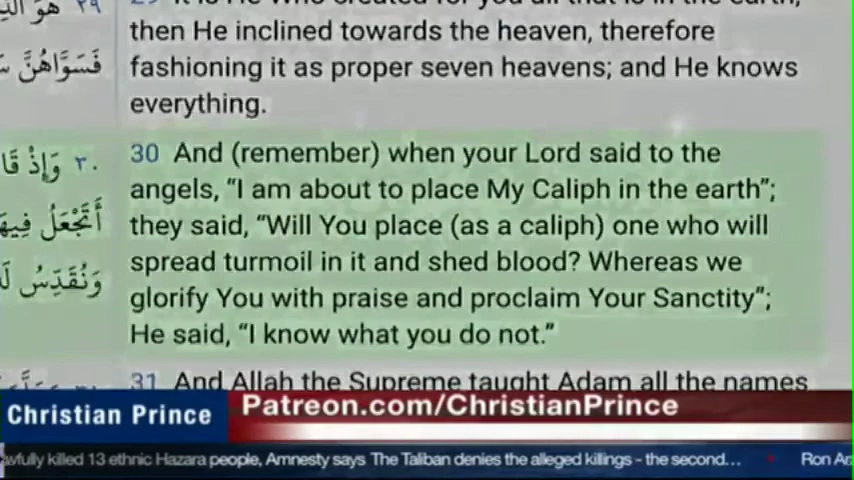 ٢٩ هُوَ
then He inclined towards the heaven, therefore
فَسَوَّاهُنَّ
fashioning it as proper seven heavens; and He knows
everything.
٣٠ وَإِذْ
30 And (remember) when your Lord said to the
angels, “I am about to place My Caliph in the earth”;
أَتَجْعَلُ
they said, “Will You place (as a caliph) one who will
spread turmoil in it and shed blood? Whereas we
وَنُقَدِّسُ
glorify You with praise and proclaim Your Sanctity”;
He said, “I know what you do not.”
31 And Allah the Supreme taught Adam all the names
Christian Prince
Patreon.com/ChristianPrince
killed 13 ethnic Hazara people, Amnesty says The Taliban denies the alleged killings - the second... • Ron